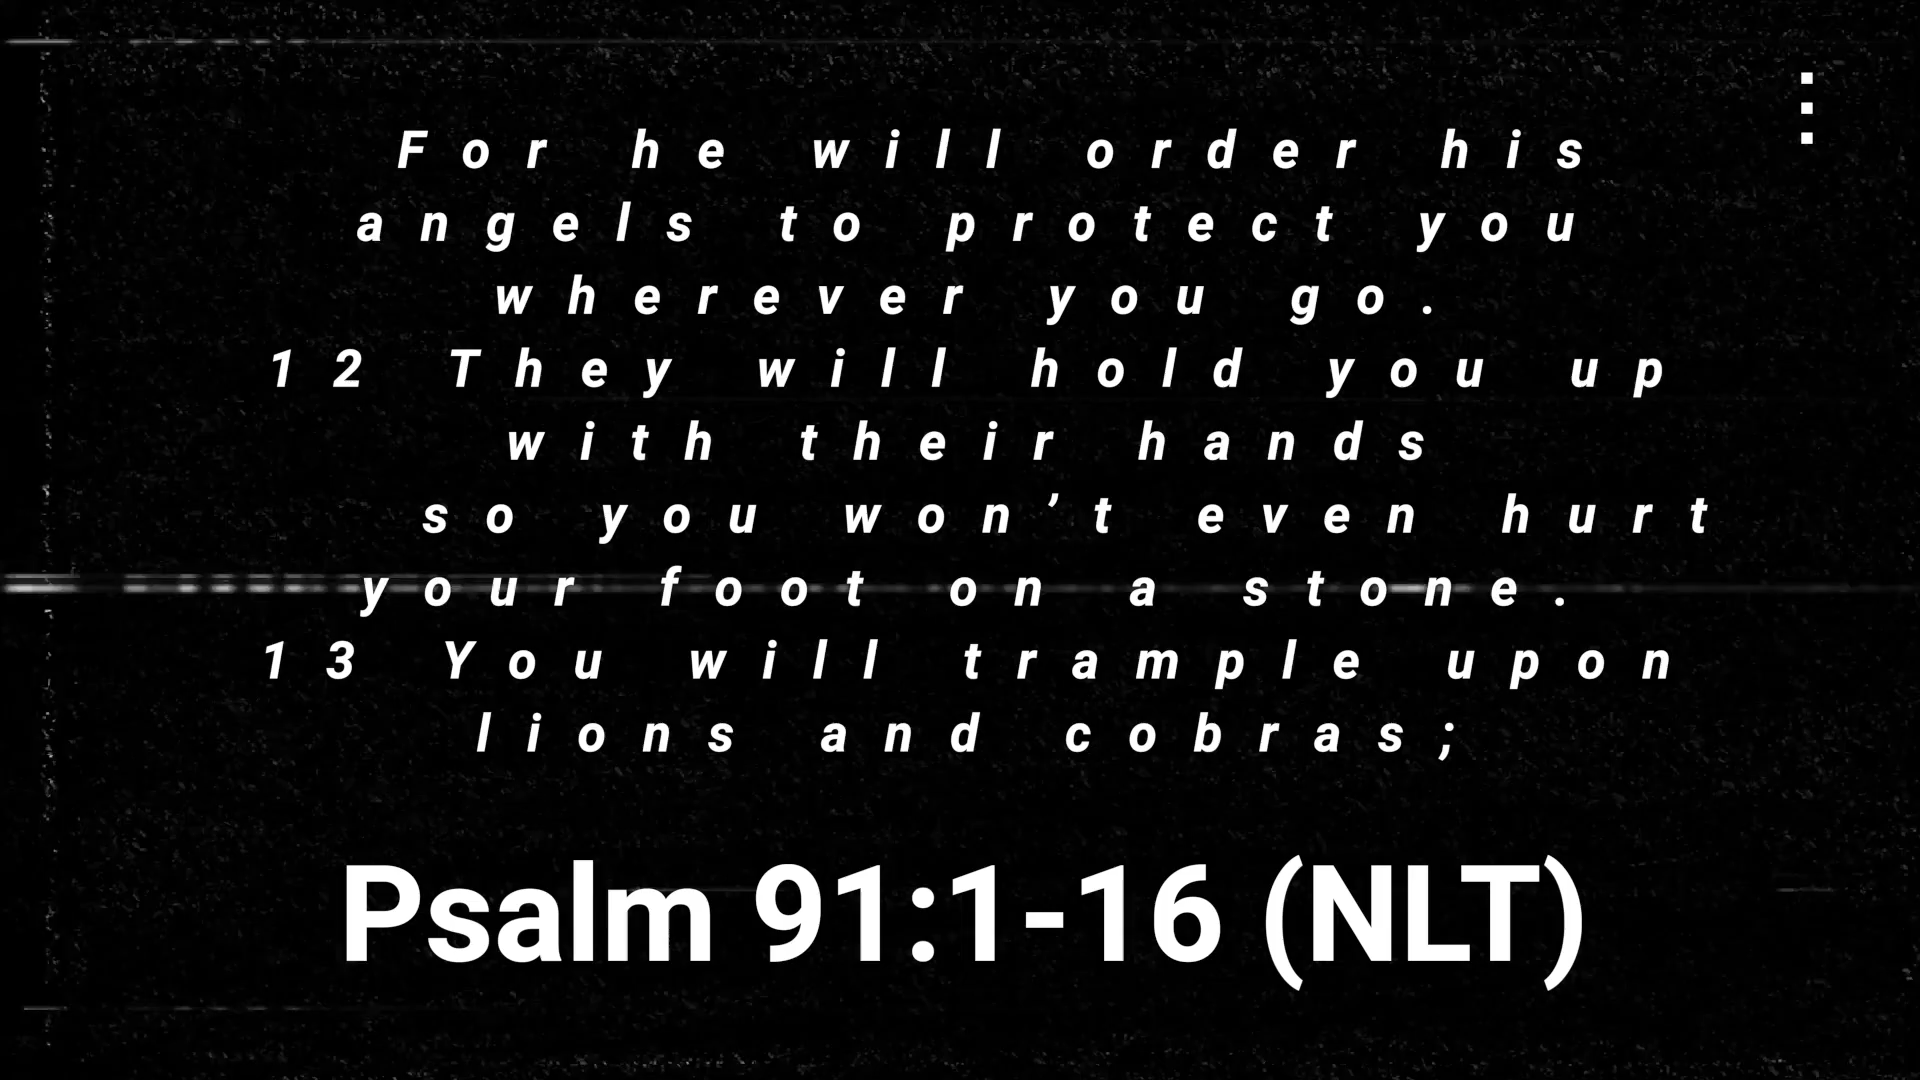 For he will order his
angels to protect you
wherever you go.
12 They will hold you up
with their hands
so you won’t even hurt
your foot on a stone.
13 You will trample upon
lions and cobras;
Psalm 91:1-16 (NLT)